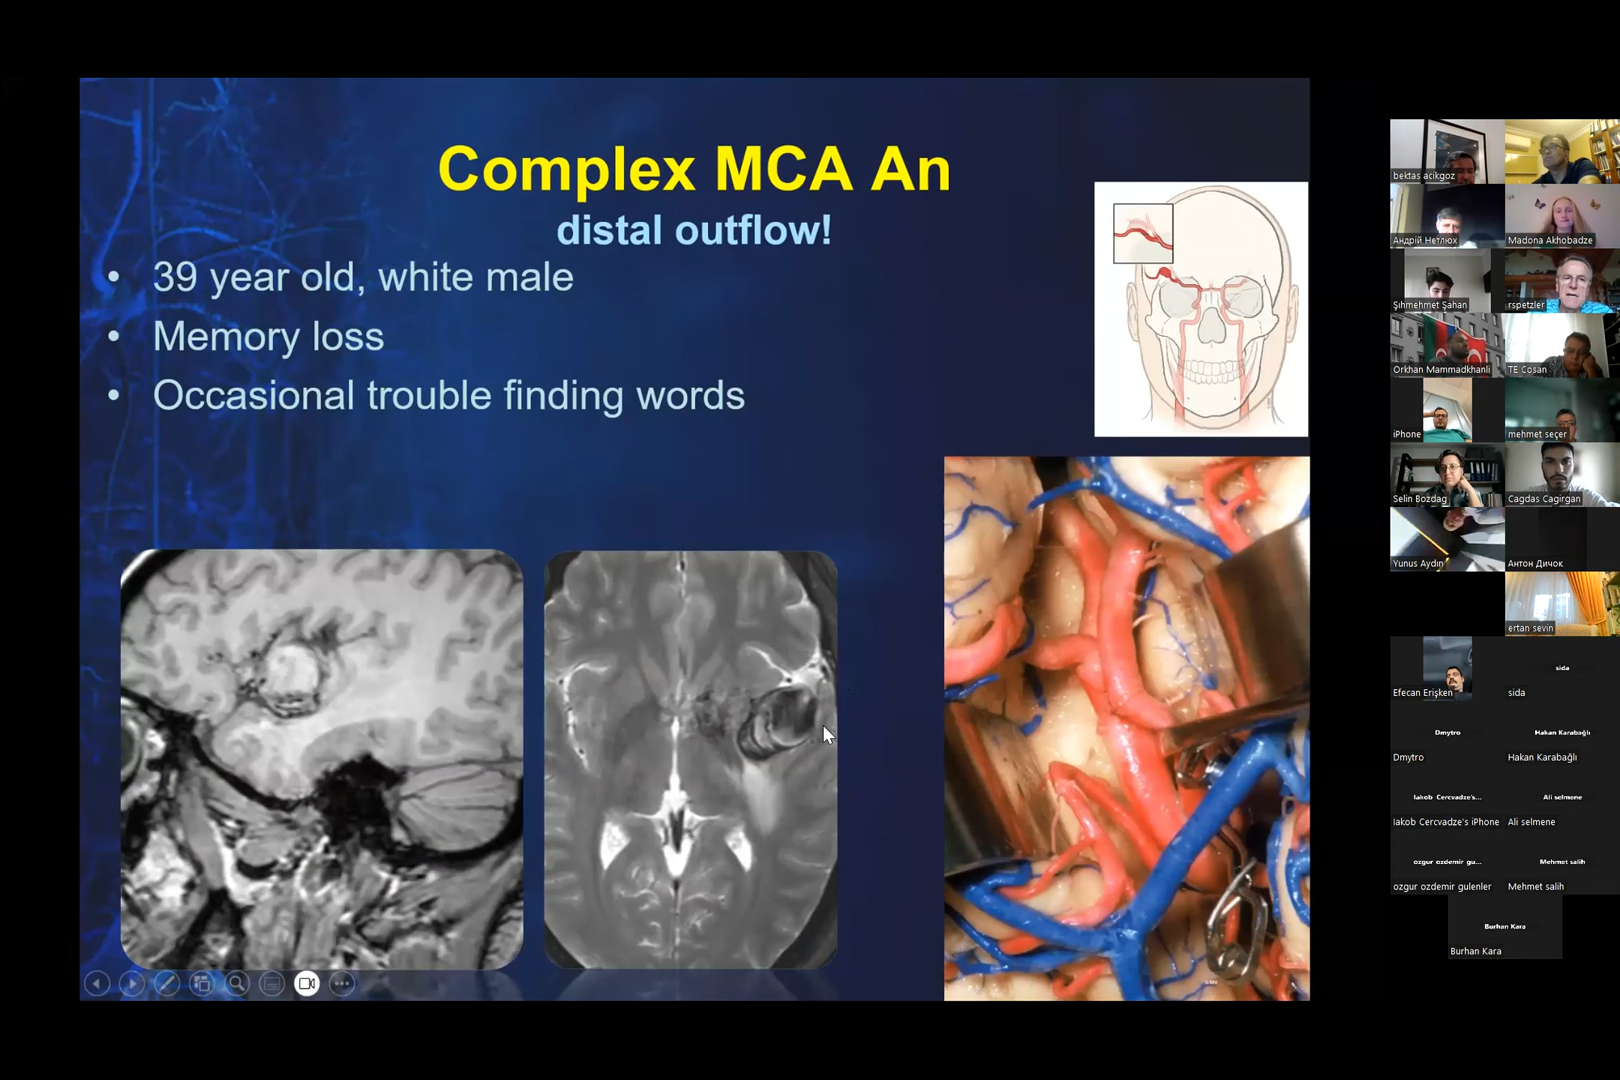 Complex MCA An
distal outflow!
• 39 year old, white male
• Memory loss
• Occasional trouble finding words
bektas acikgoz
Андрій Нетлюх
Madona Akhobadze
Şıhmehmet Şahan
rspetzler
Orkhan Mammadkhanli
TE Cosan
iPhone
mehmet seçer
Selin Bozdag
Cagdas Cagirgan
Yunus Aydın
Антон Дичок
ertan sevin
Efecan Erişken
sida
sida
Dmytro
Dmytro
Hakan Karabağlı
Hakan Karabağlı
Iakob Cercvadze's...
Iakob Cercvadze's iPhone
Ali selmene
Ali selmene
ozgur ozdemir gu...
ozgur ozdemir gulenler
Mehmet salih
Mehmet salih
Burhan Kara
Burhan Kara